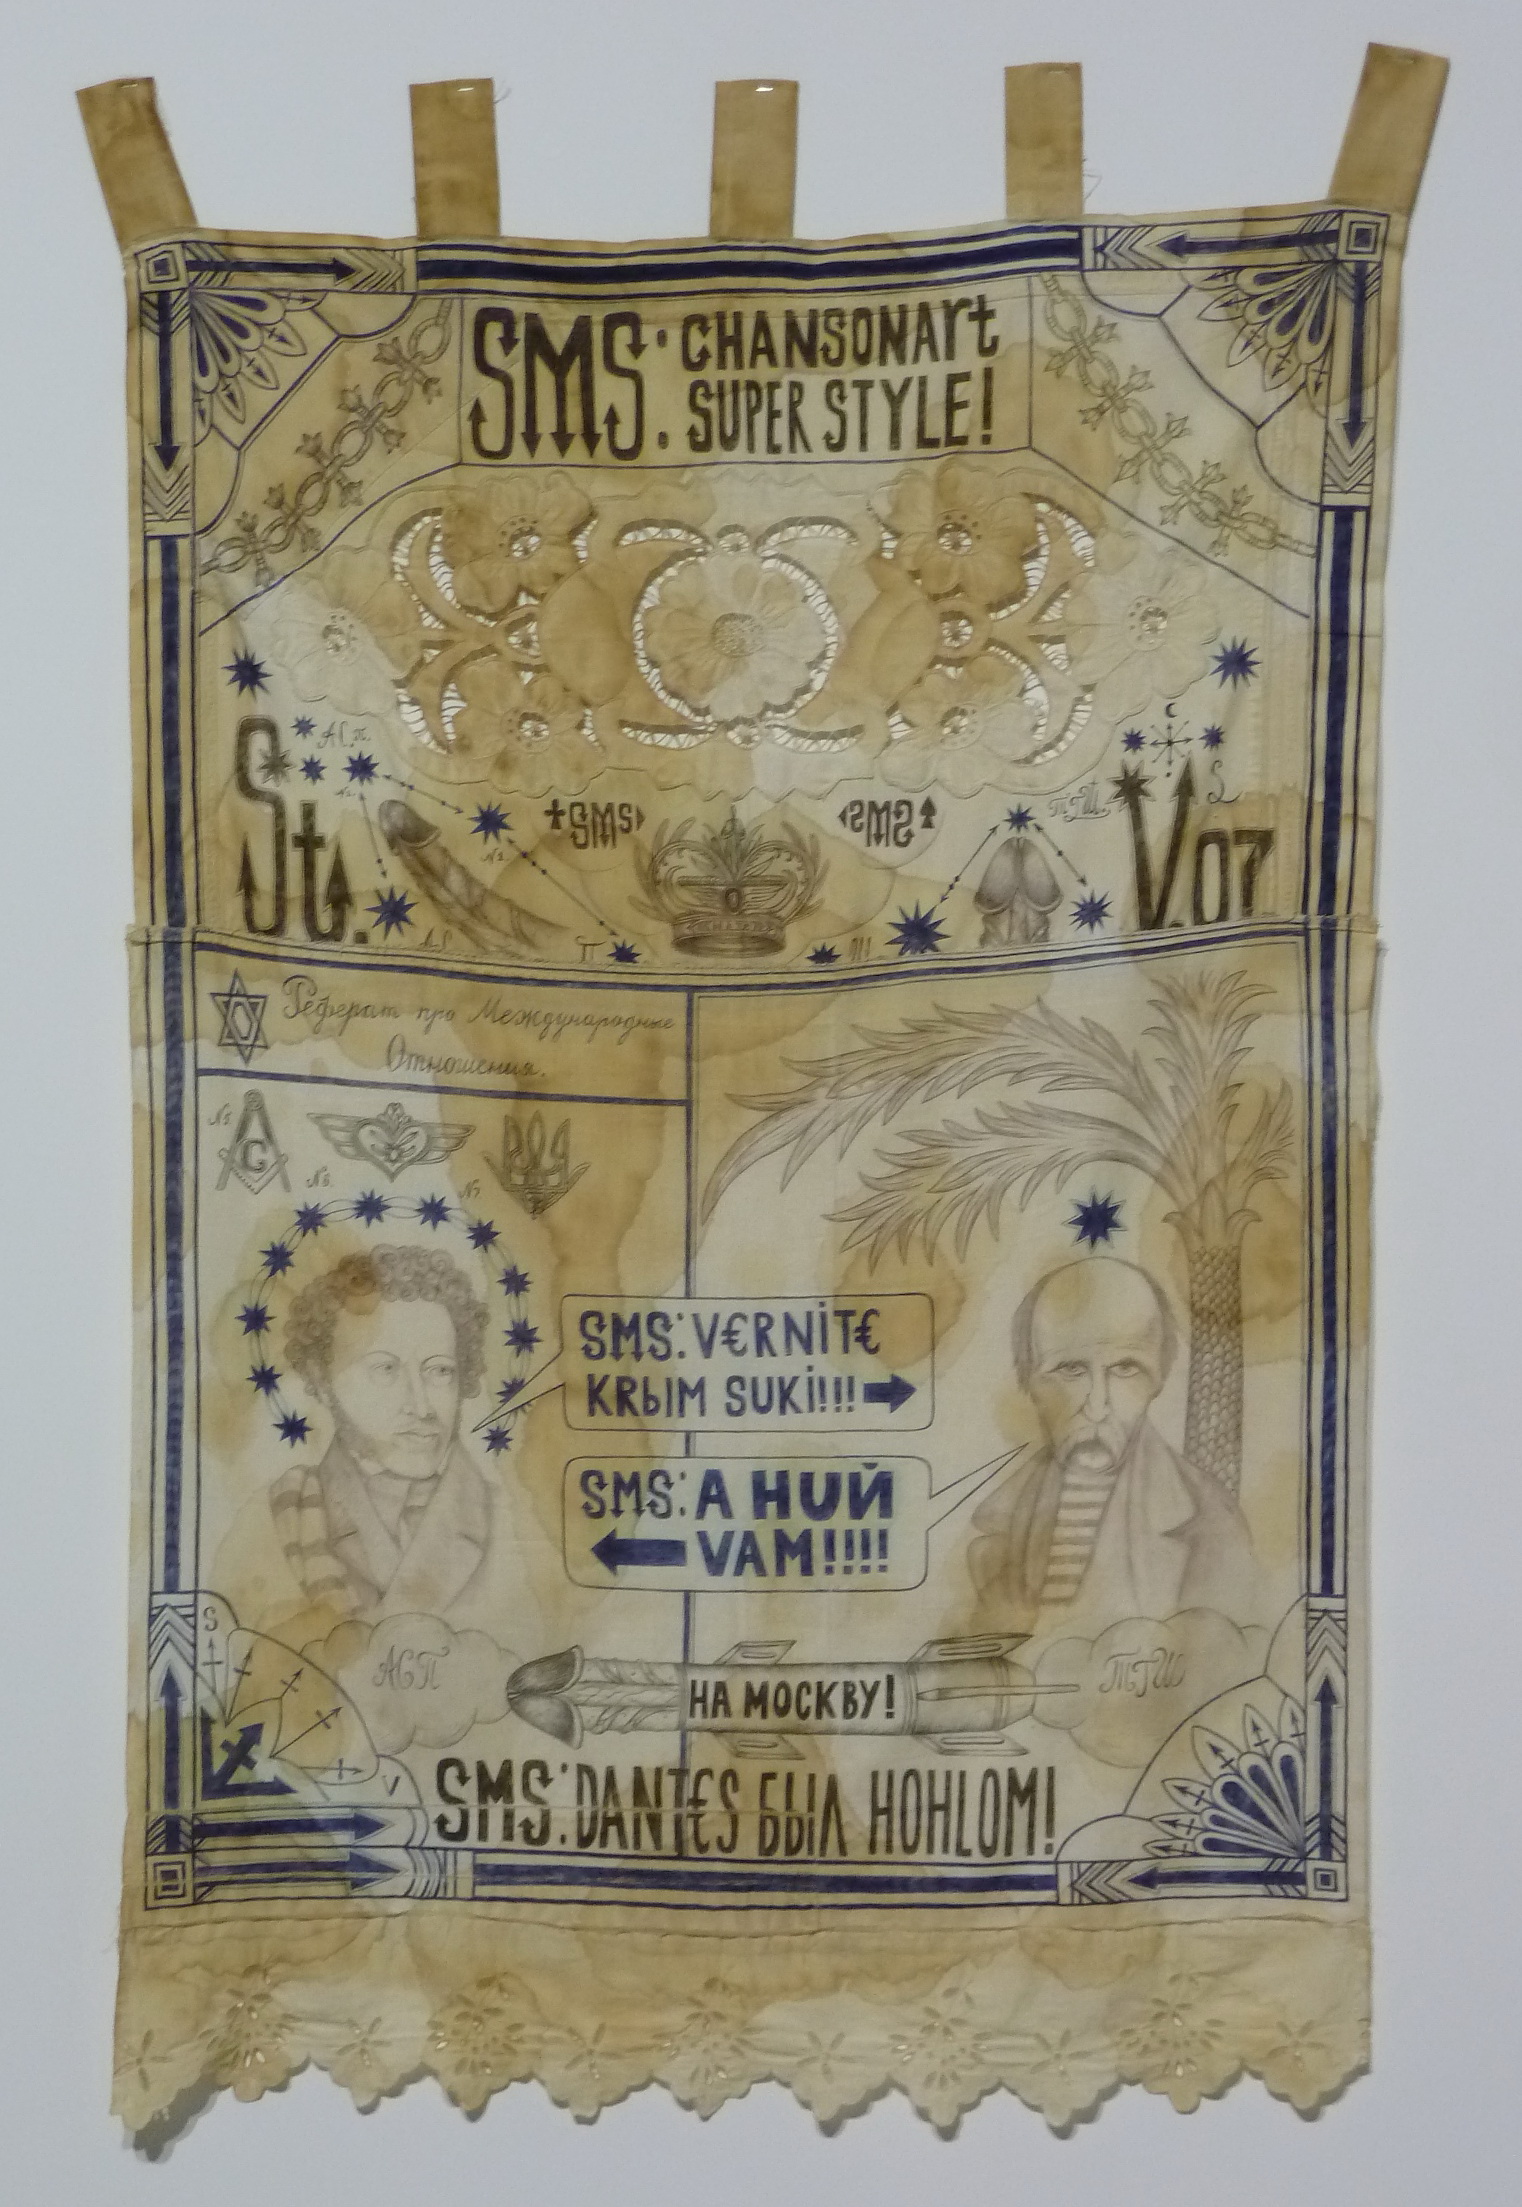 SMS: CHANSONArt
SUPER STYLE!
St.
А.С.П.
SMS
SMS
Т.Г.Ш.
V.07
П
Ш
Реферат про Международные
Отношения.
G
SMS: V€RNiT€
KRЫM SUKi!!!
SMS: А НUЙ
VAM!!!!
S
АСП
ТГШ
НА МОСКВУ!
V
SMS: DANT€S БЫЛ HOHLOM!